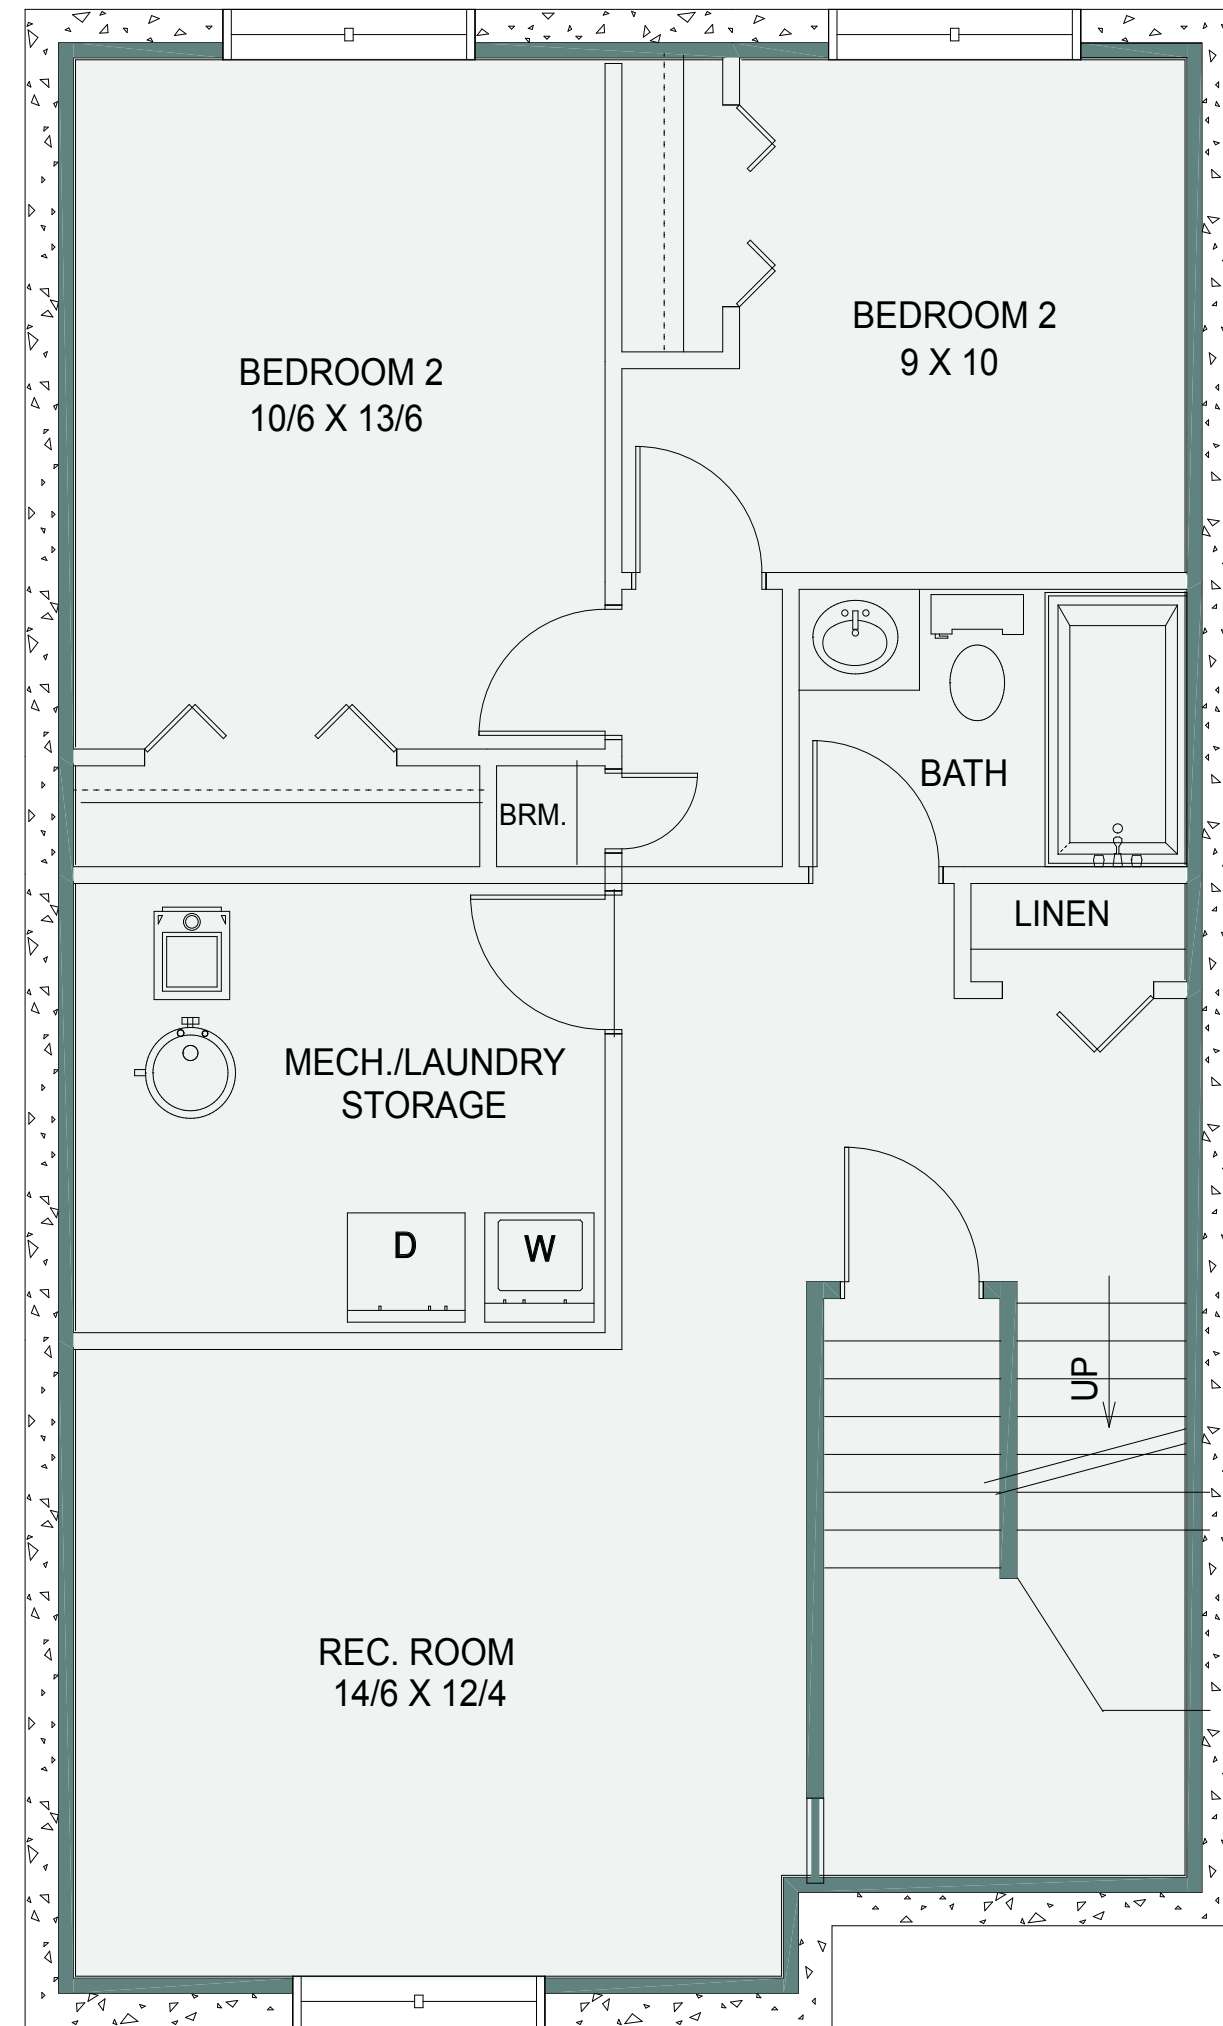 BEDROOM 2
9 X 10
BEDROOM 2
10/6 X 13/6
BATH
BRM.
LINEN
MECH./LAUNDRY
STORAGE
D
W
UP
REC. ROOM
14/6 X 12/4